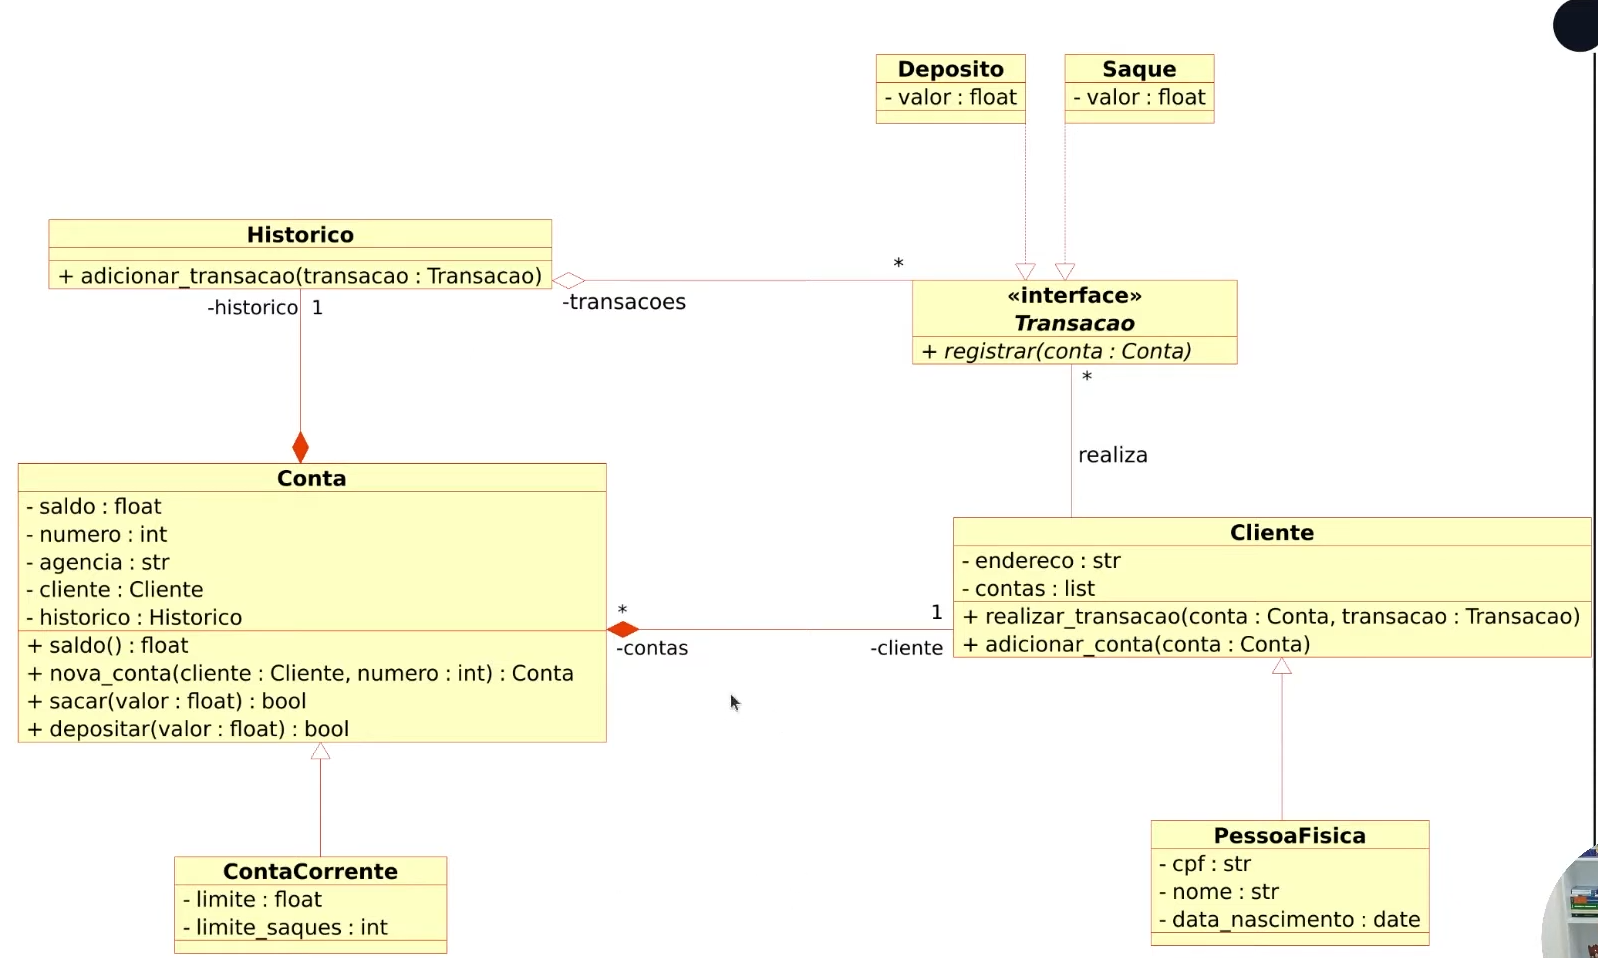 Deposito
- valor : float
Saque
- valor : float
Historico
+ adicionar_transacao(transacao : Transacao)
-historico 1
-transacoes
*
«interface»
Transacao
+ registrar(conta : Conta)
*
realiza
Conta
- saldo : float
- numero : int
- agencia : str
- cliente : Cliente
- historico : Historico
+ saldo() : float
+ nova_conta(cliente : Cliente, numero : int) : Conta
+ sacar(valor : float) : bool
+ depositar(valor : float) : bool
*
-contas
1
-cliente
Cliente
- endereco : str
- contas : list
+ realizar_transacao(conta : Conta, transacao : Transacao)
+ adicionar_conta(conta : Conta)
ContaCorrente
- limite : float
- limite_saques : int
PessoaFisica
- cpf : str
- nome : str
- data_nascimento : date